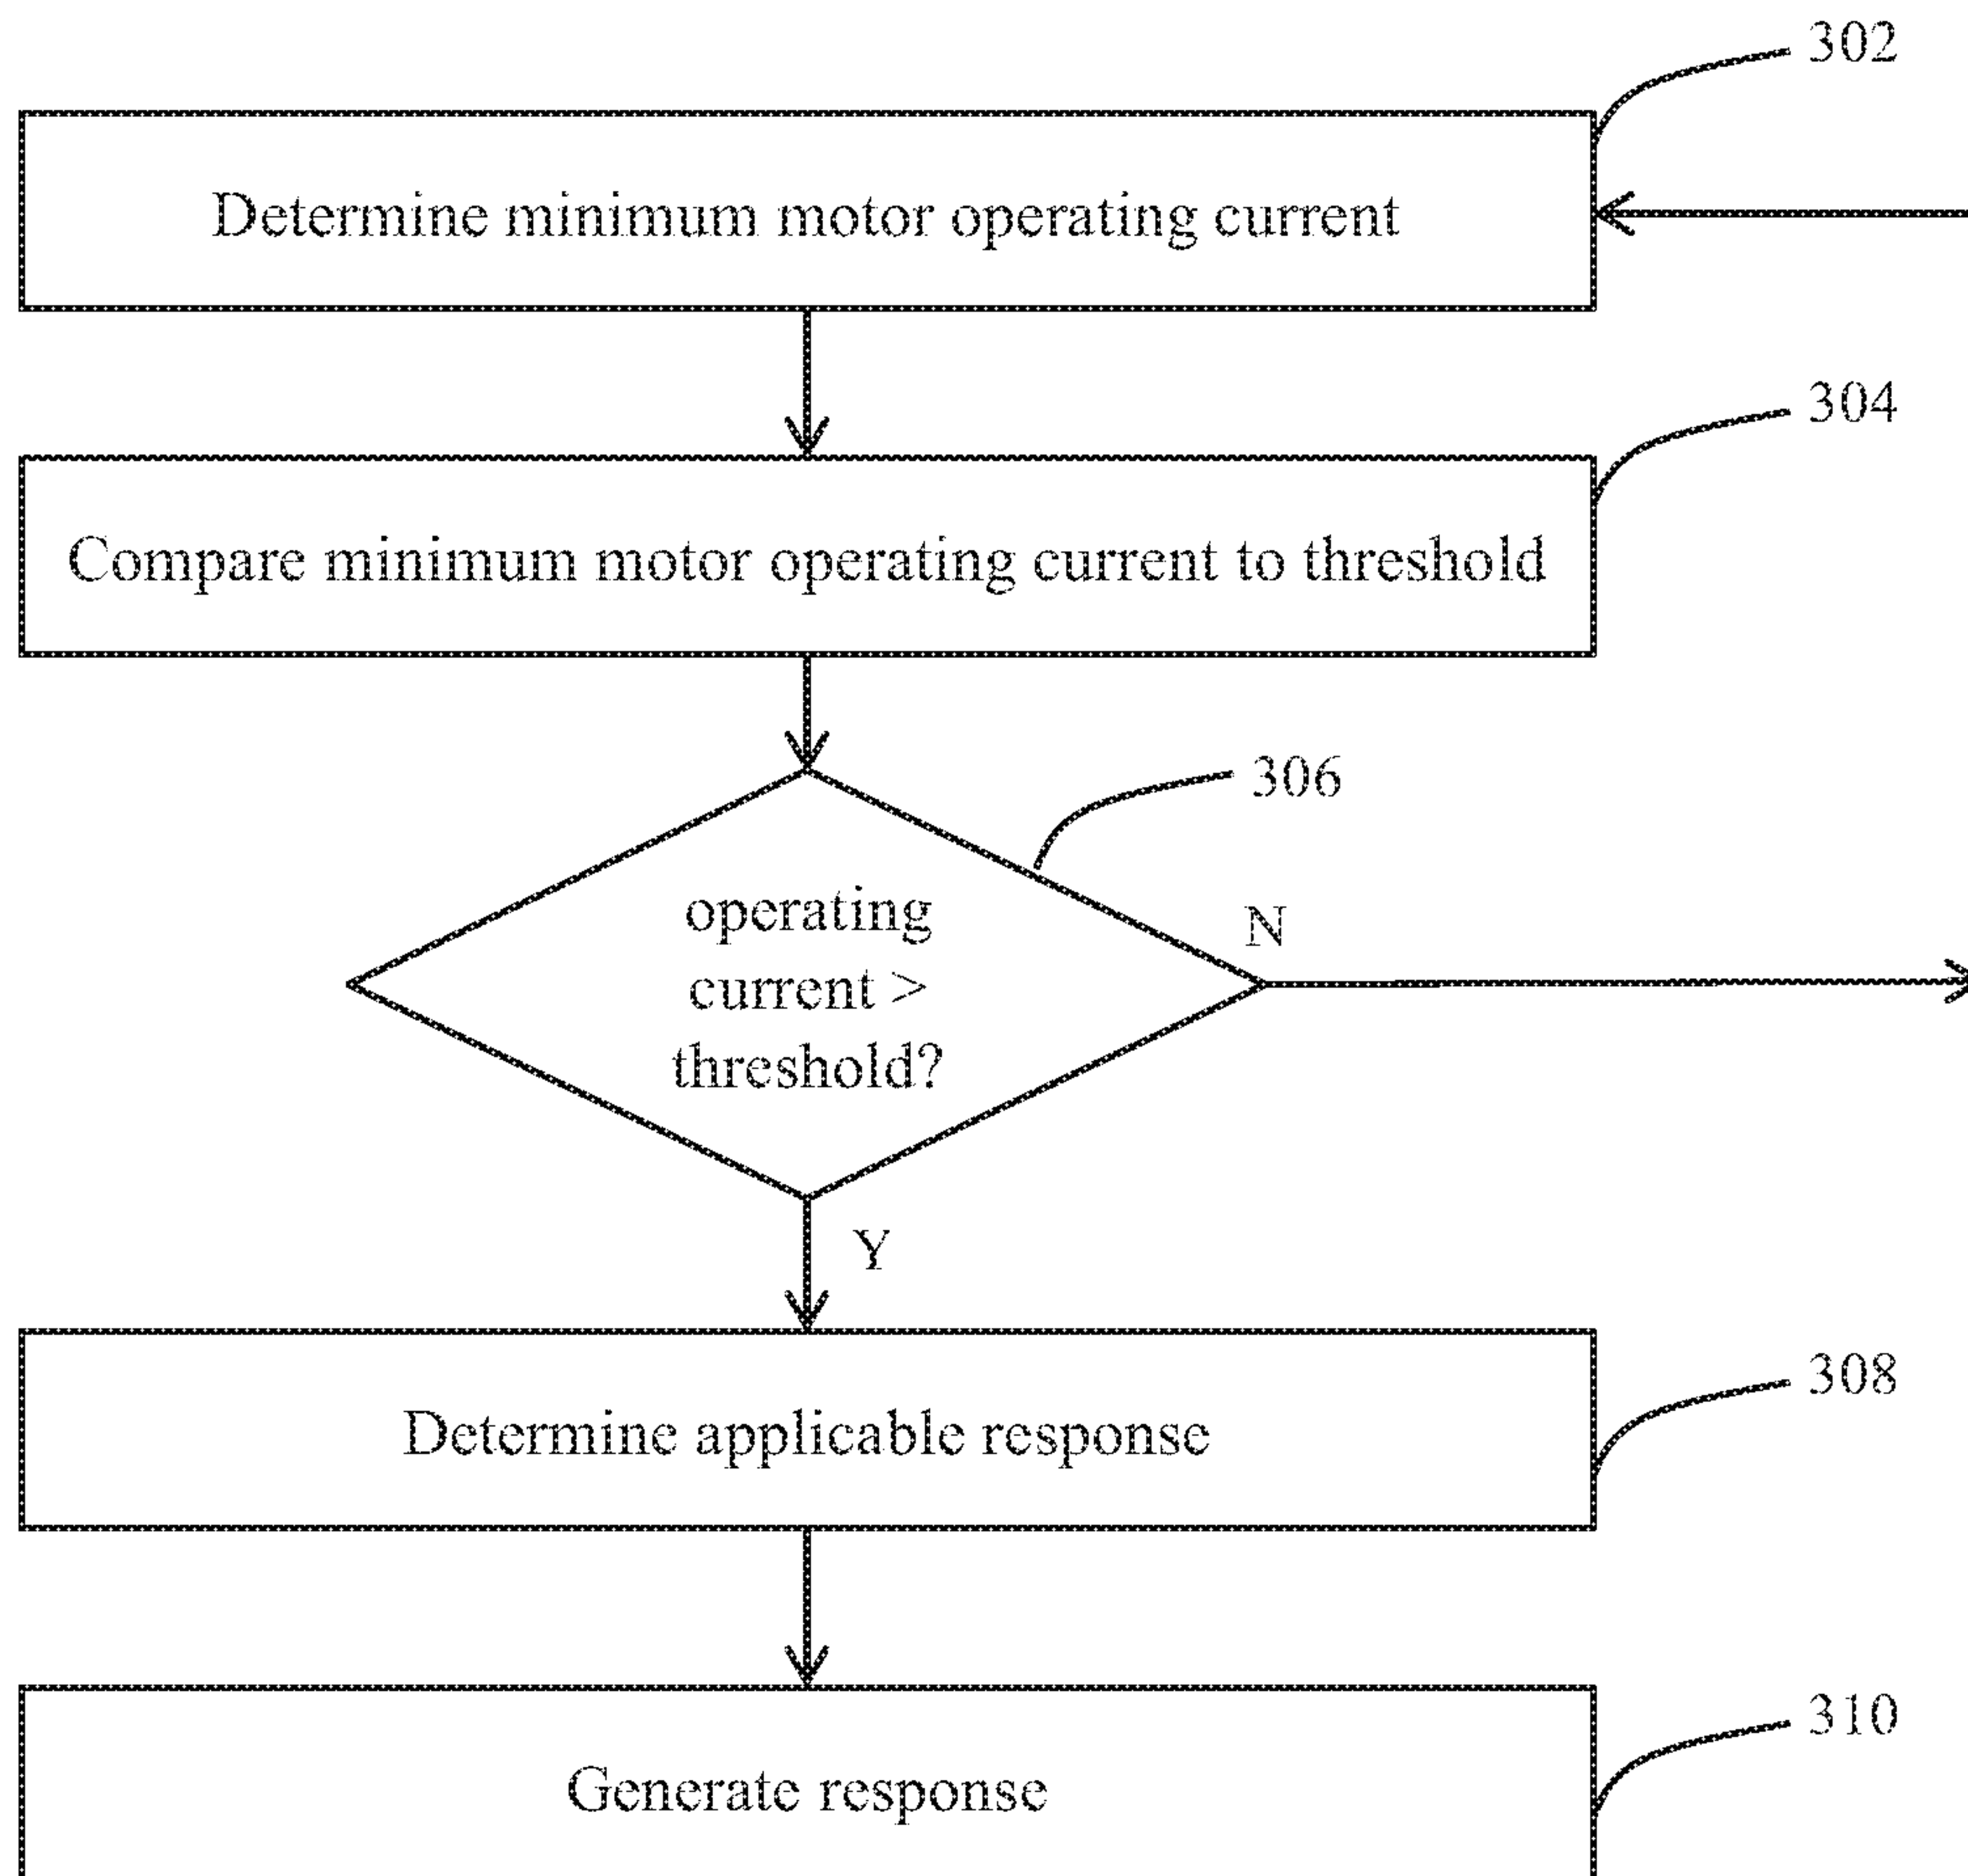 302
Determine minimum motor operating current
304
Compare minimum motor operating current to threshold
306
operating
current >
threshold?
N
Y
308
Determine applicable response
310
Generate response